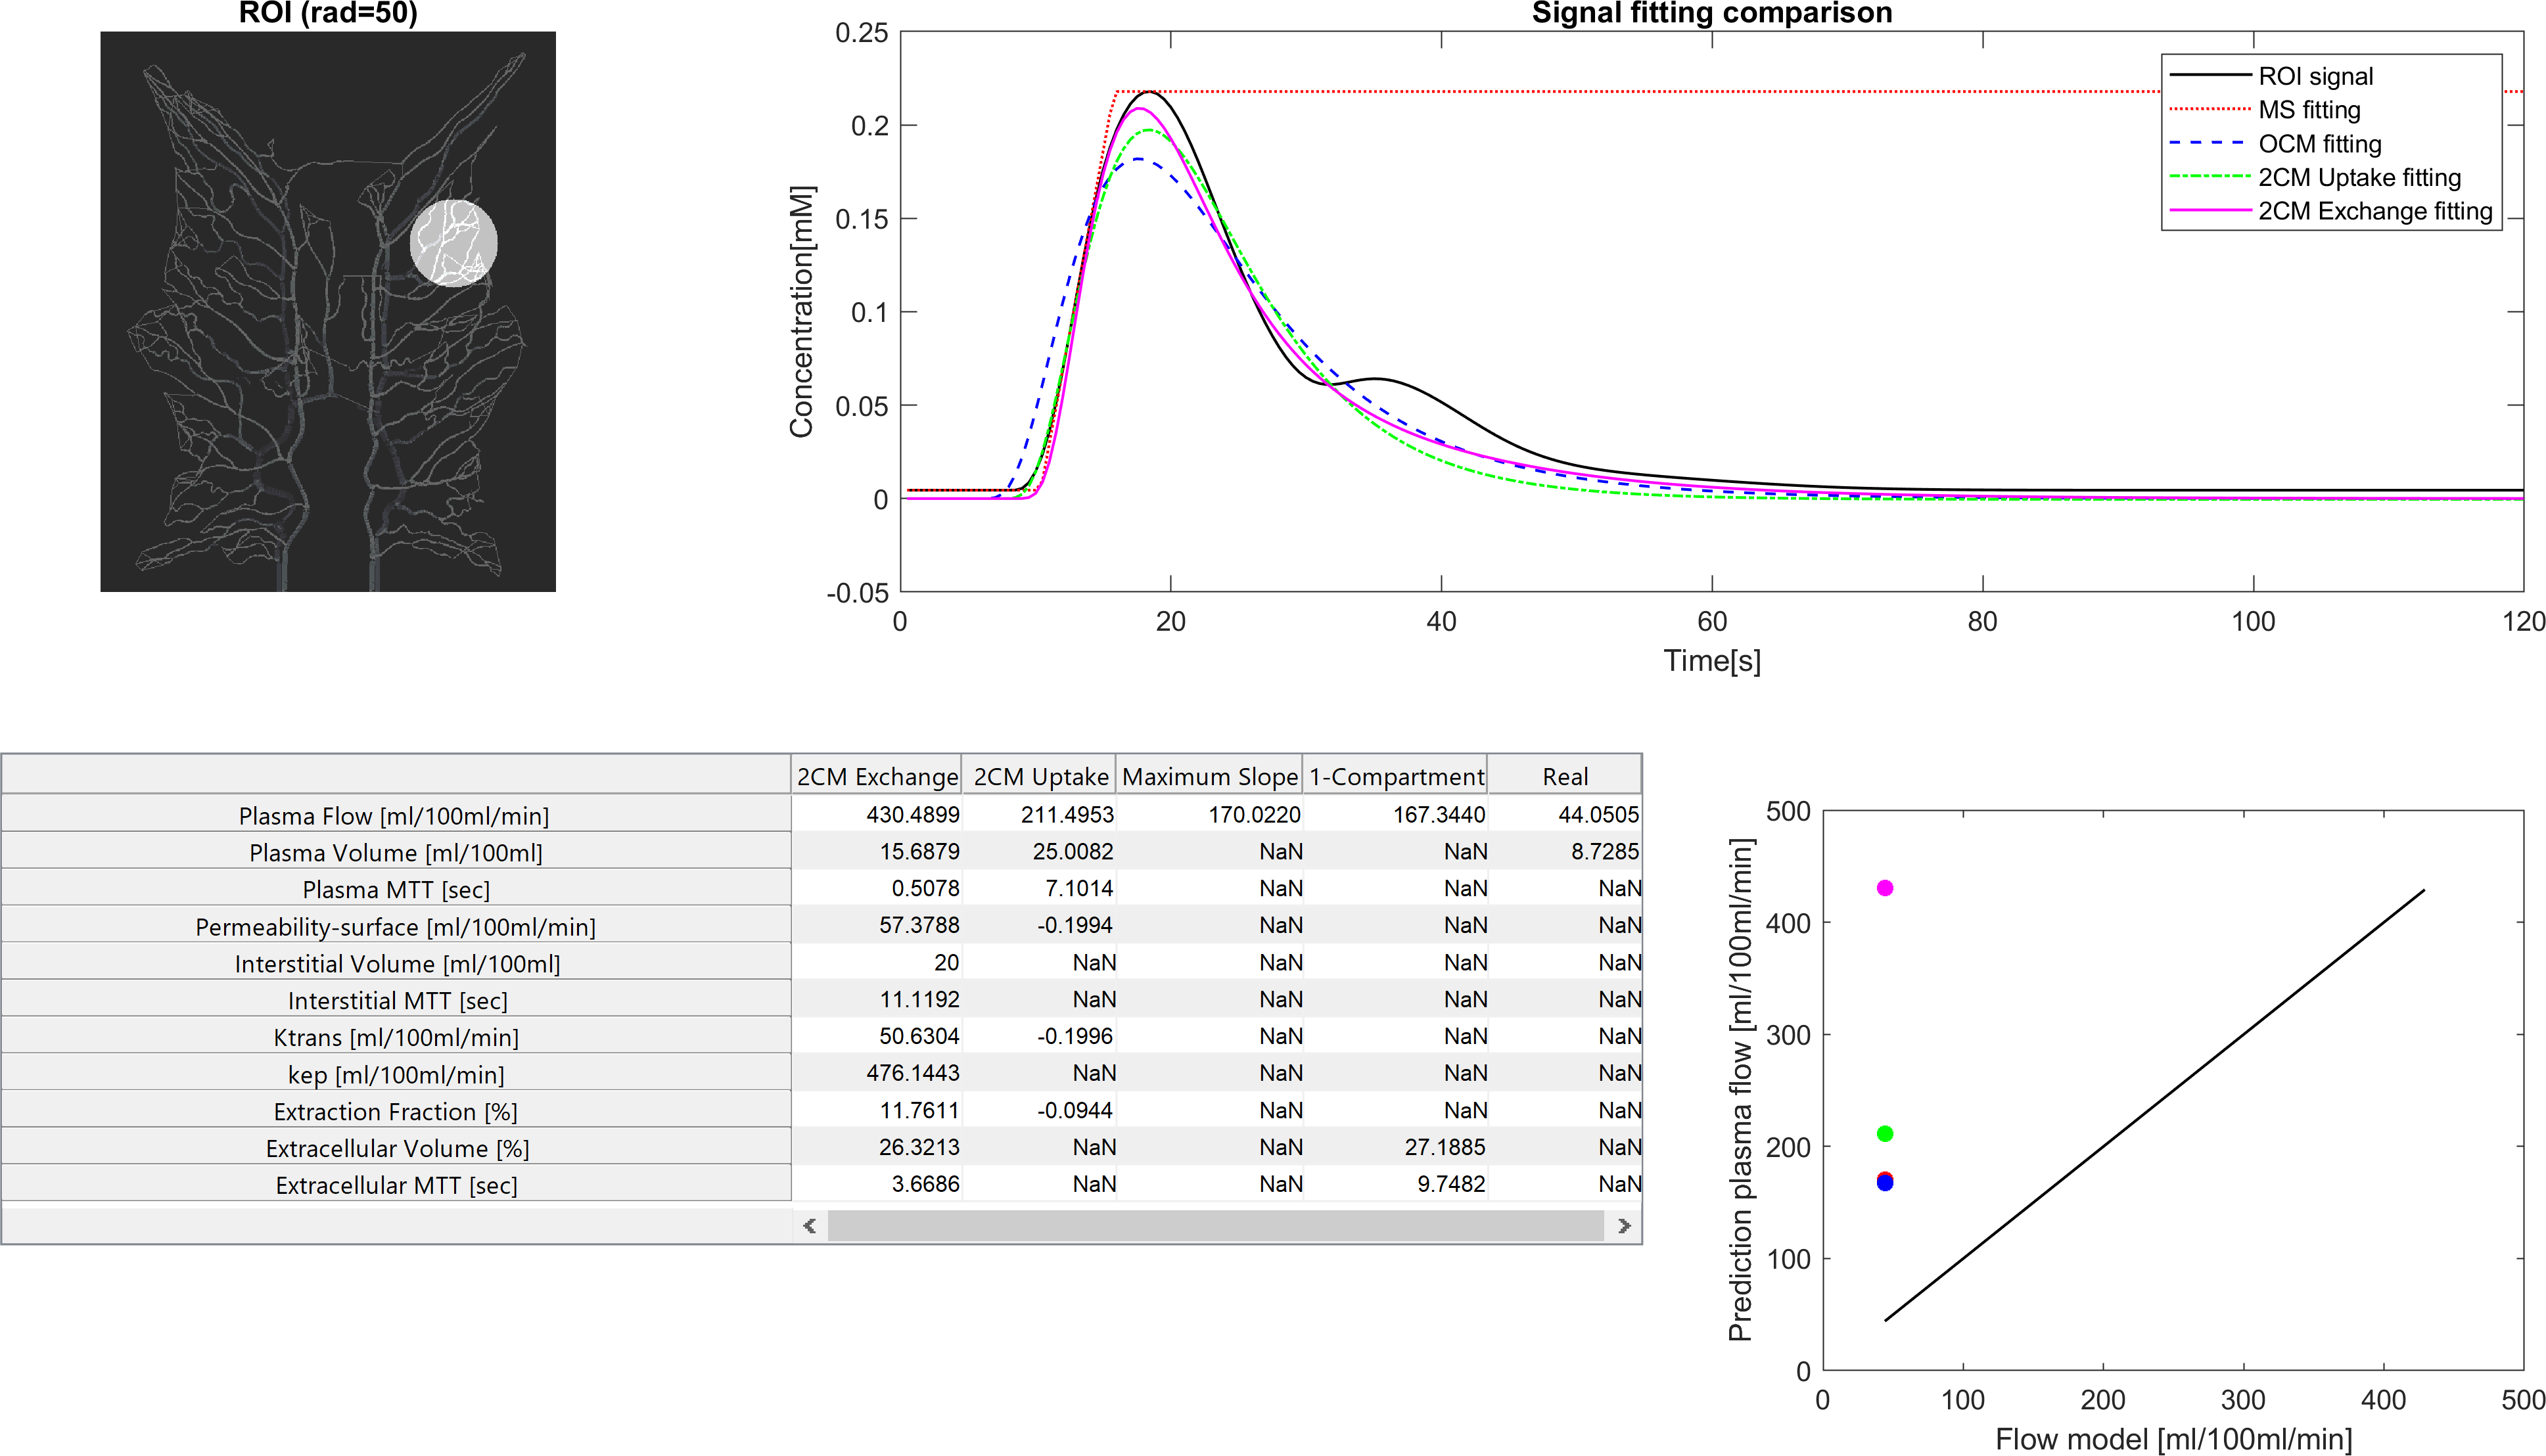 ROI (rad=50)
Signal fitting comparison
0.25
0.2
0.15
0.1
0.05
0
-0.05
Concentration[mM]
0 20 40 60 80 100 120
Time[s]
ROI signal
MS fitting
OCM fitting
2CM Uptake fitting
2CM Exchange fitting
2CM Exchange 2CM Uptake Maximum Slope 1-Compartment Real
Plasma Flow [ml/100ml/min] 430.4899 211.4953 170.0220 167.3440 44.0505
Plasma Volume [ml/100ml] 15.6879 25.0082 NaN NaN 8.7285
Plasma MTT [sec] 0.5078 7.1014 NaN NaN NaN
Permeability-surface [ml/100ml/min] 57.3788 -0.1994 NaN NaN NaN
Interstitial Volume [ml/100ml] 20 NaN NaN NaN NaN
Interstitial MTT [sec] 11.1192 NaN NaN NaN NaN
Ktrans [ml/100ml/min] 50.6304 -0.1996 NaN NaN NaN
kep [ml/100ml/min] 476.1443 NaN NaN NaN NaN
Extraction Fraction [%] 11.7611 -0.0944 NaN NaN NaN
Extracellular Volume [%] 26.3213 NaN NaN 27.1885 NaN
Extracellular MTT [sec] 3.6686 NaN NaN 9.7482 NaN
500
400
300
200
100
0
Prediction plasma flow [ml/100ml/min]
0 100 200 300 400 500
Flow model [ml/100ml/min]